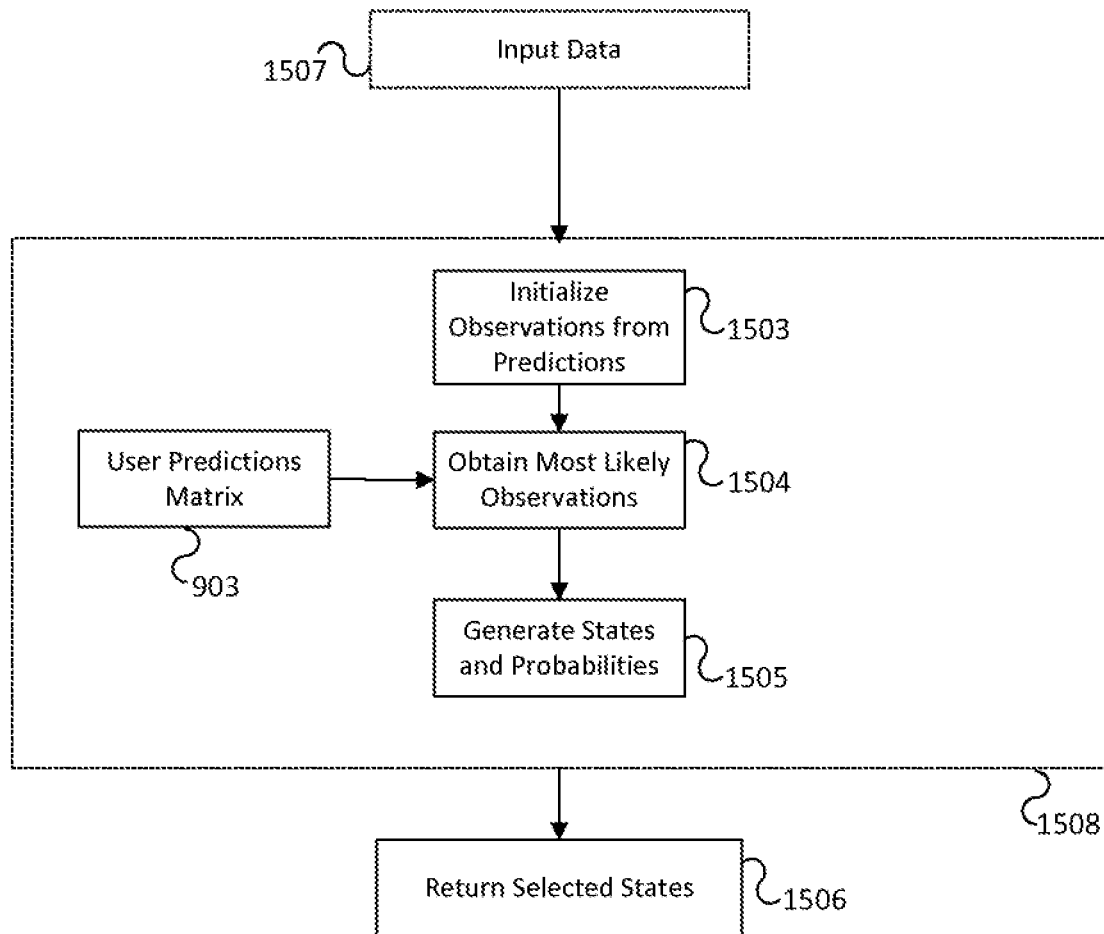 Input Data
1507
Initialize
Observations from
Predictions
1503
User Predictions
Matrix
903
Obtain Most Likely
Observations
1504
Generate States
and Probabilities
1505
1508
Return Selected States
1506